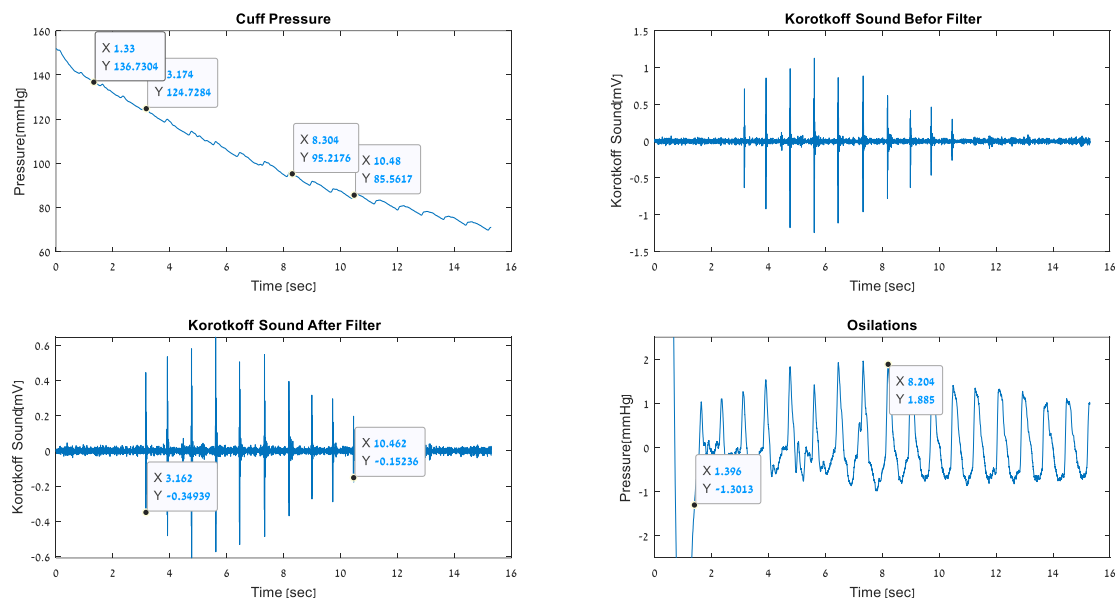 Cuff Pressure
160
140
120
100
80
60
Pressure[mmHg]
X 1.33
Y 136.7304
3.174
Y 124.7284
X 8.304
Y 95.2176
X 10.48
Y 85.5617
0 2 4 6 8 10 12 14 16
Time [sec]
Korotkoff Sound Befor Filter
1.5
1
0.5
0
-0.5
-1
-1.5
Korotkoff Sound[mV]
0 2 4 6 8 10 12 14 16
Time [sec]
Korotkoff Sound After Filter
0.6
0.4
0.2
0
-0.2
-0.4
-0.6
Korotkoff Sound[mV]
X 3.162
Y -0.34939
X 10.462
Y -0.15236
0 2 4 6 8 10 12 14 16
Time [sec]
Osilations
2
1
0
-1
-2
Pressure[mmHg]
X 8.204
Y 1.885
X 1.396
Y -1.3013
0 2 4 6 8 10 12 14 16
Time [sec]